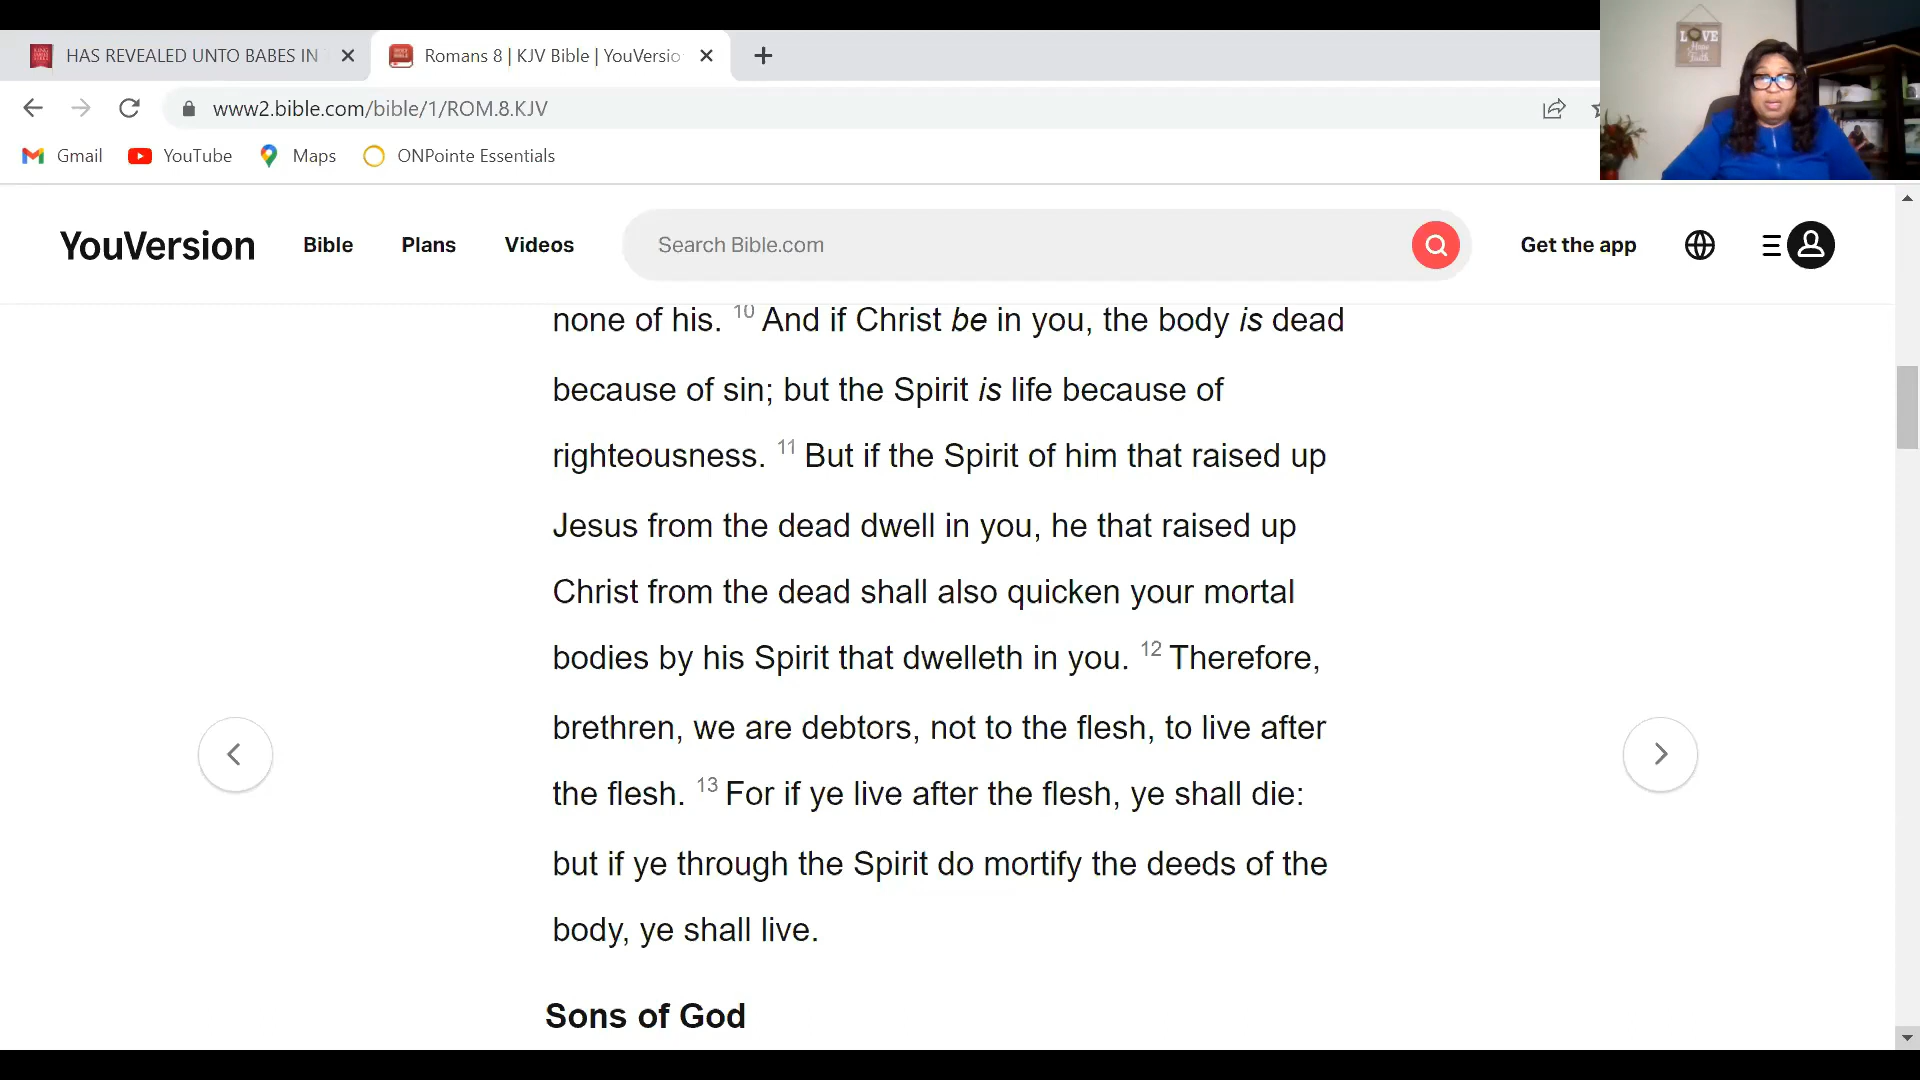 HAS REVEALED UNTO BABES IN
Romans 8 | KJV Bible | YouVersio
www2.bible.com/bible/1/ROM.8.KJV
Gmail
YouTube
Maps
ONPointe Essentials
LOVE
Hope
Faith
YouVersion
Bible
Plans
Videos
Search Bible.com
Get the app
none of his. 10 And if Christ be in you, the body is dead
because of sin; but the Spirit is life because of
righteousness. 11 But if the Spirit of him that raised up
Jesus from the dead dwell in you, he that raised up
Christ from the dead shall also quicken your mortal
bodies by his Spirit that dwelleth in you. 12 Therefore,
brethren, we are debtors, not to the flesh, to live after
the flesh. 13 For if ye live after the flesh, ye shall die:
but if ye through the Spirit do mortify the deeds of the
body, ye shall live.
Sons of God